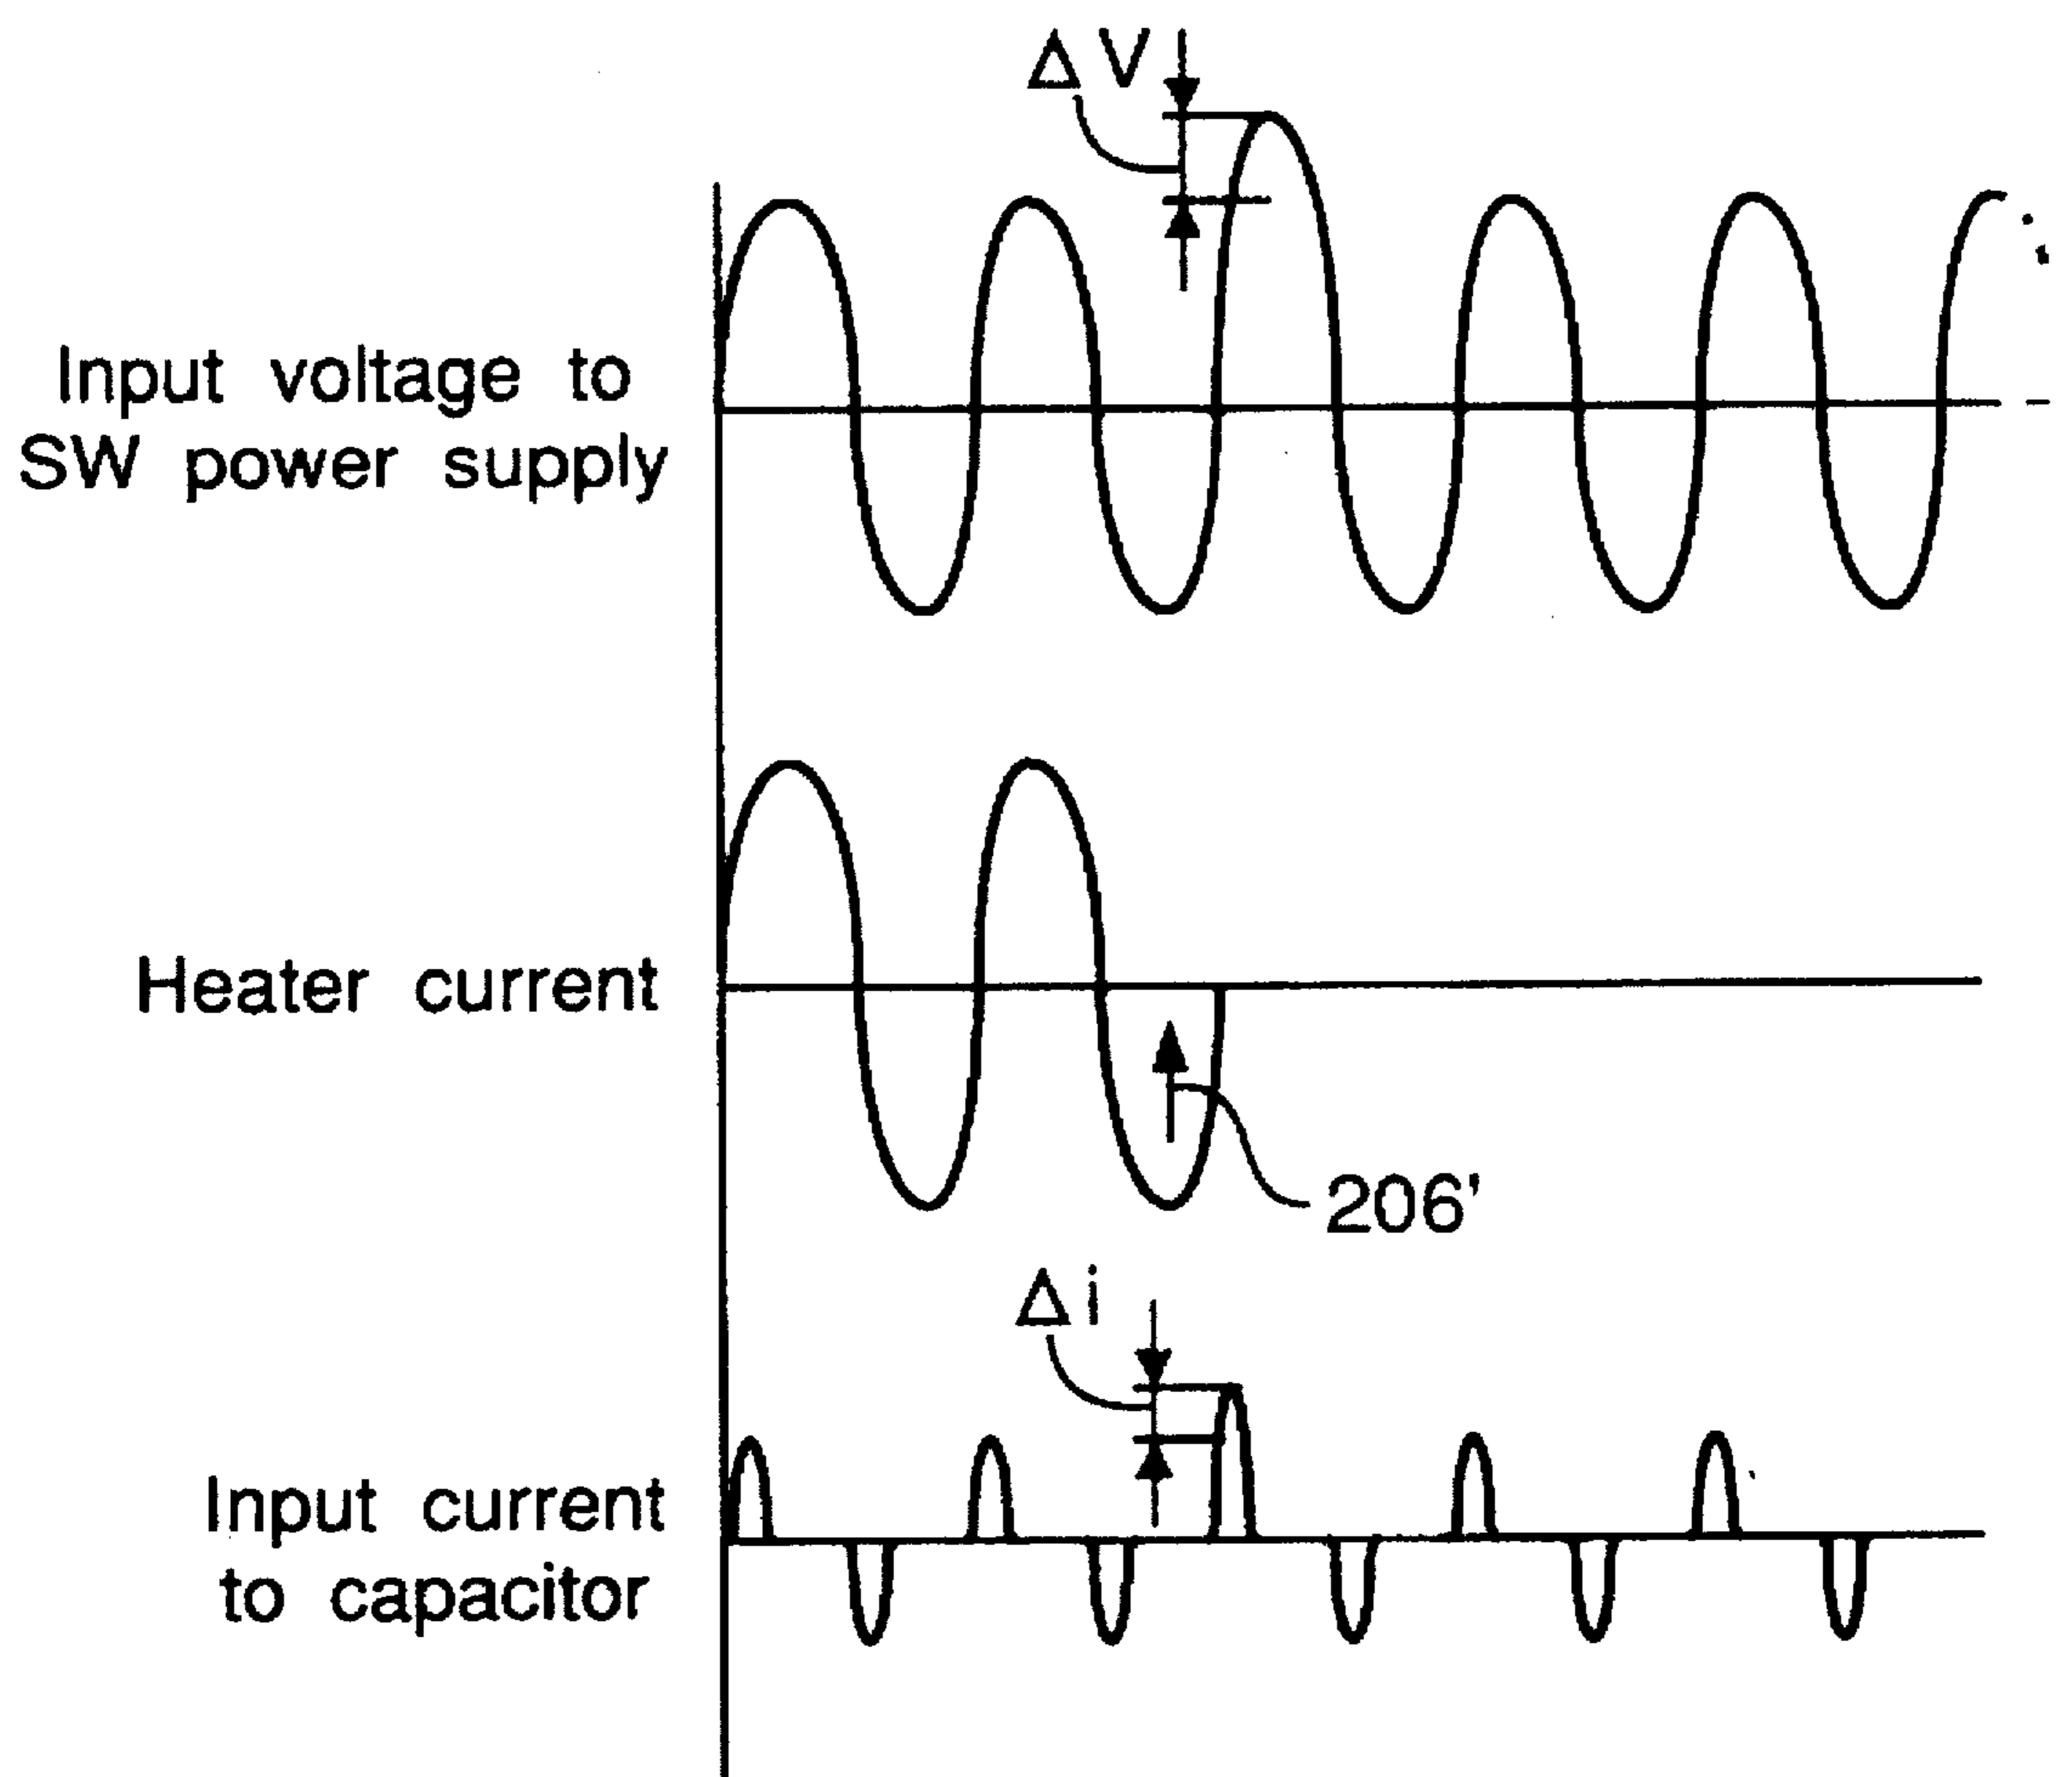 ΔV
Input voltage to
SW power supply
Heater current
206'
Δi
Input current
to capacitor